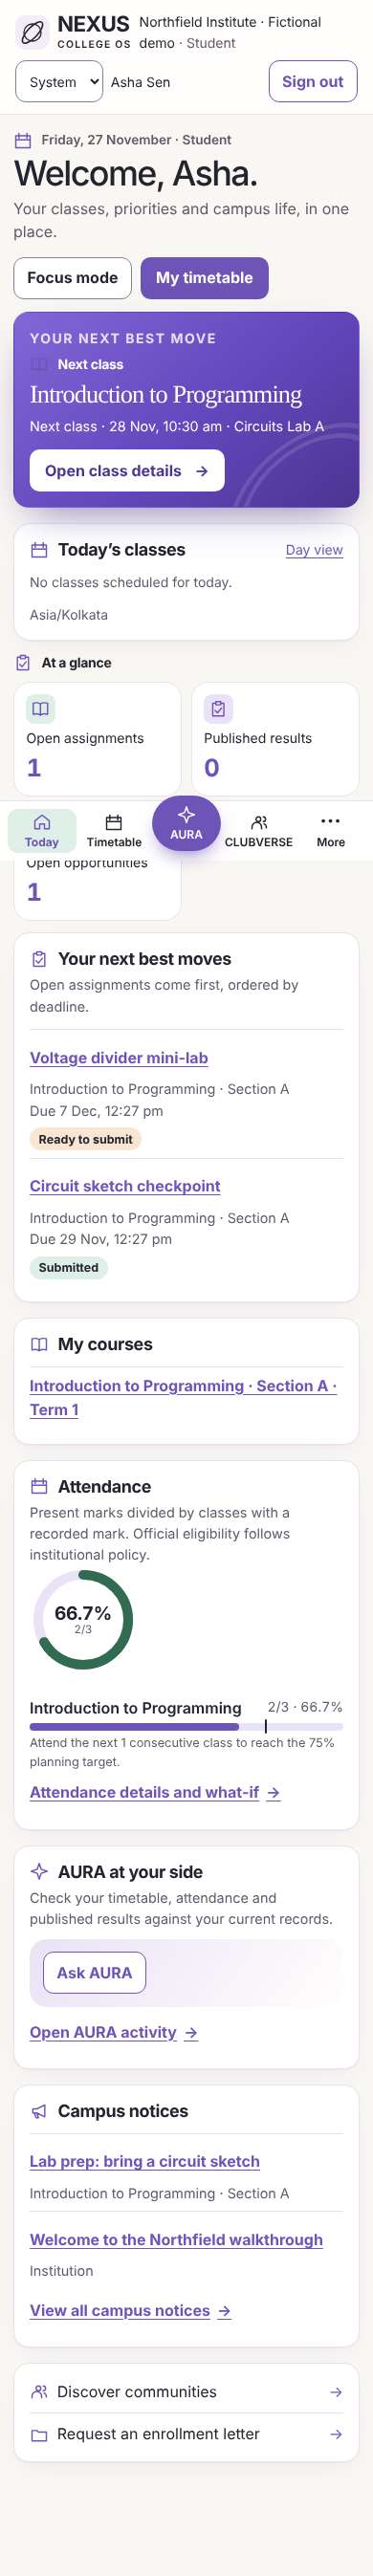 NEXUS
COLLEGE OS
Northfield Institute · Fictional
demo · Student
System
Asha Sen
Sign out
Friday, 27 November · Student
Welcome, Asha.
Your classes, priorities and campus life, in one
place.
Focus mode
My timetable
YOUR NEXT BEST MOVE
Next class
Introduction to Programming
Next class · 28 Nov, 10:30 am · Circuits Lab A
Open class details →
Today's classes
Day view
No classes scheduled for today.
Asia/Kolkata
At a glance
Open assignments
1
Published results
0
Today
Timetable
AURA
CLUBVERSE
More
Open opportunities
1
Your next best moves
Open assignments come first, ordered by
deadline.
Voltage divider mini-lab
Introduction to Programming · Section A
Due 7 Dec, 12:27 pm
Ready to submit
Circuit sketch checkpoint
Introduction to Programming · Section A
Due 29 Nov, 12:27 pm
Submitted
My courses
Introduction to Programming · Section A ·
Term 1
Attendance
Present marks divided by classes with a
recorded mark. Official eligibility follows
institutional policy.
66.7%
2/3
Introduction to Programming
2/3 · 66.7%
Attend the next 1 consecutive class to reach the 75%
planning target.
Attendance details and what-if →
AURA at your side
Check your timetable, attendance and
published results against your current records.
Ask AURA
Open AURA activity →
Campus notices
Lab prep: bring a circuit sketch
Introduction to Programming · Section A
Welcome to the Northfield walkthrough
Institution
View all campus notices →
Discover communities →
Request an enrollment letter →